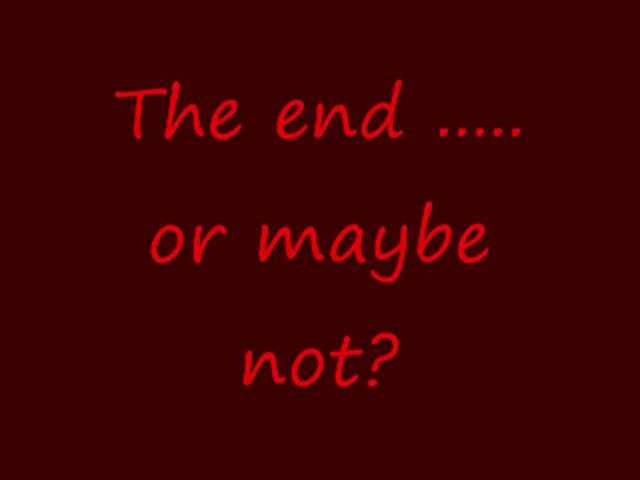 The end .....
or maybe
not?